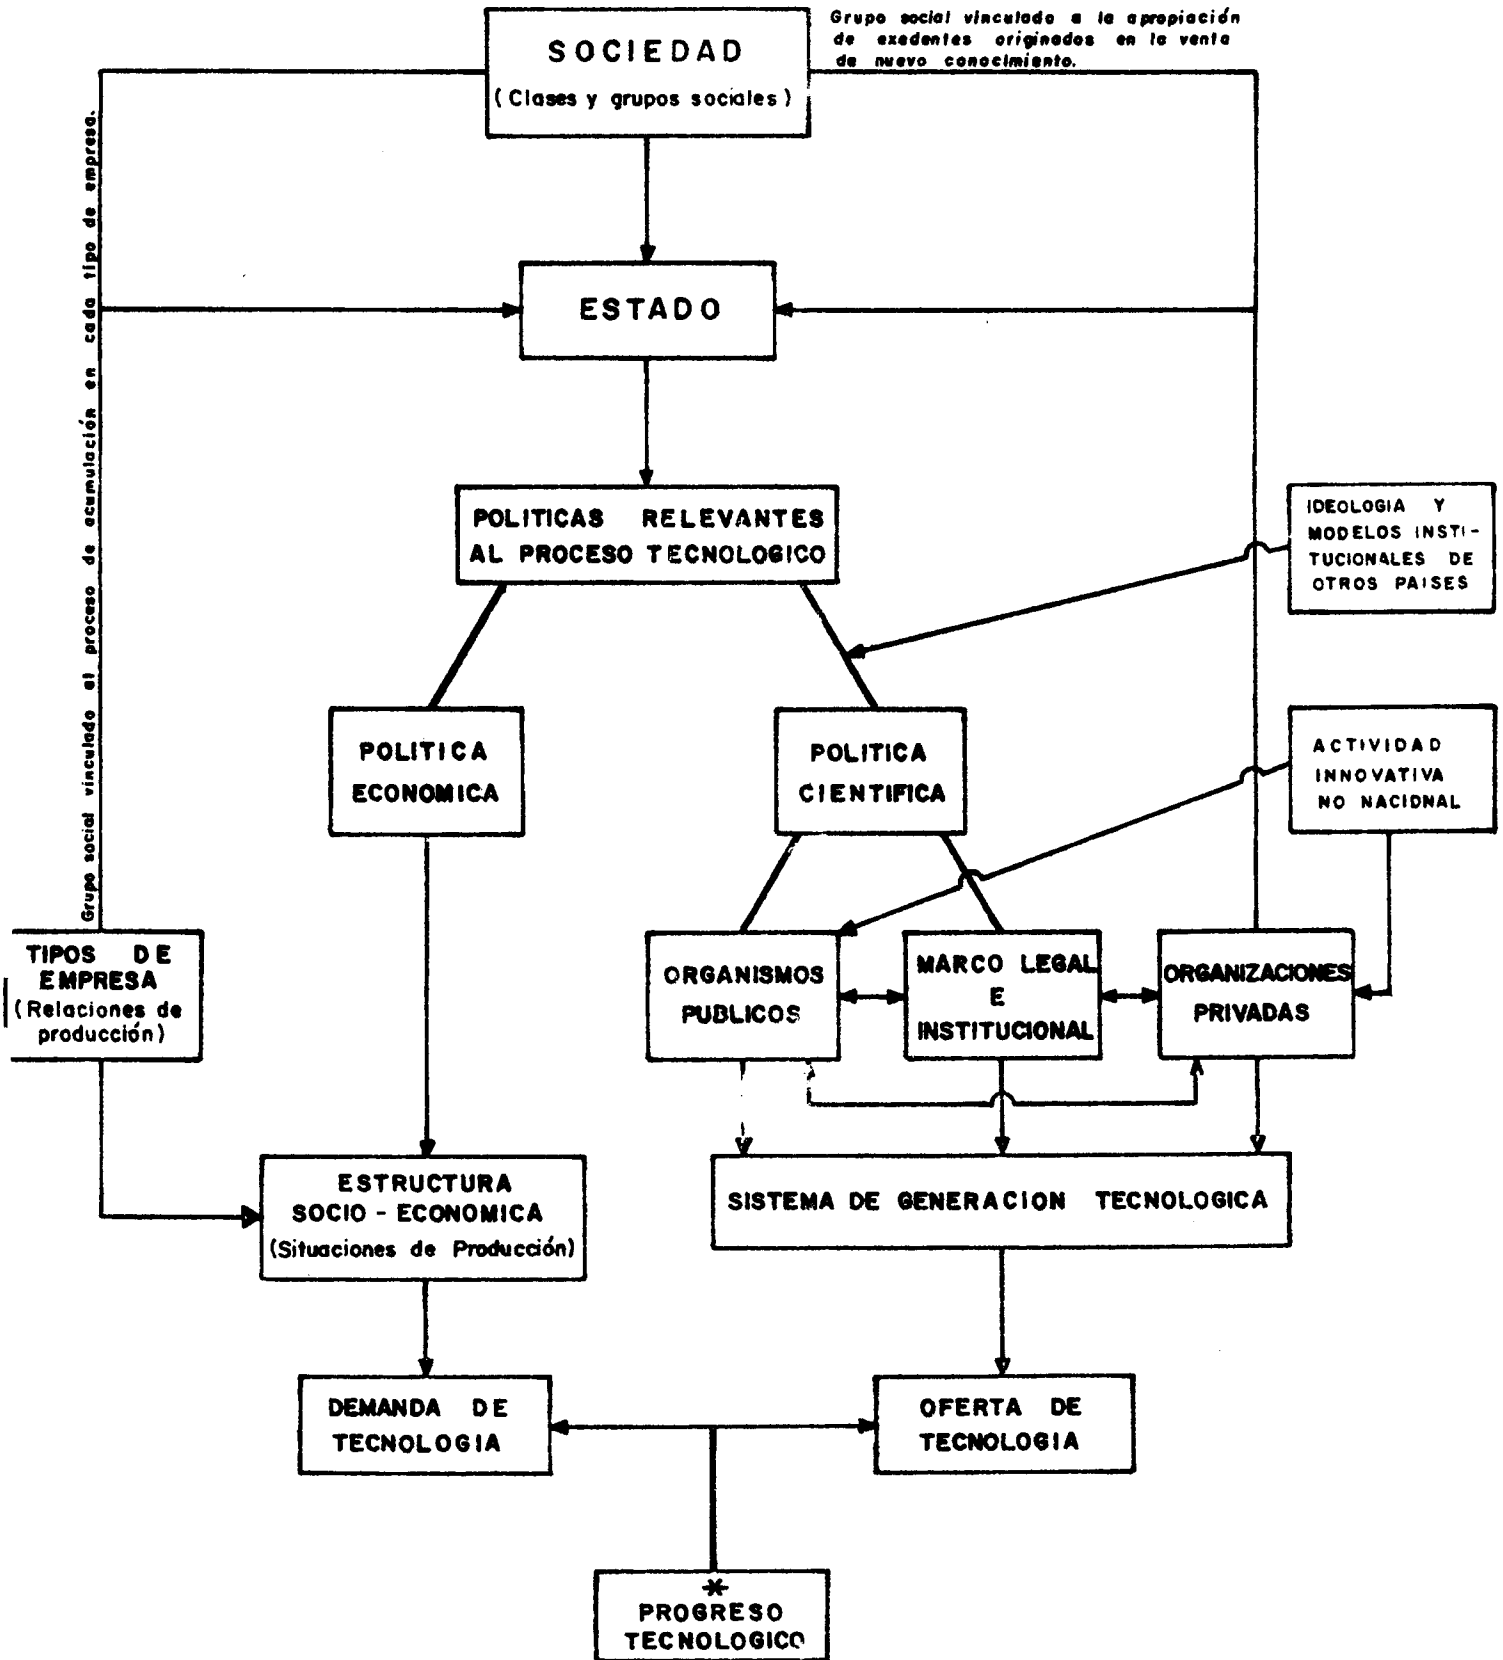 SOCIEDAD
(Clases y grupos sociales)
Grupo social vinculado a la apropiación
de exedentes originados en la venta
de nuevo conocimiento.
Grupo social vinculado al proceso de acumulación en cada tipo de empresa.
ESTADO
POLITICAS RELEVANTES
AL PROCESO TECNOLOGICO
IDEOLOGIA Y
MODELOS INSTI-
TUCIONALES DE
OTROS PAISES
POLITICA
ECONOMICA
POLITICA
CIENTIFICA
ACTIVIDAD
INNOVATIVA
NO NACIONAL
TIPOS DE
EMPRESA
(Relaciones de
producción)
ORGANISMOS
PUBLICOS
MARCO LEGAL
E
INSTITUCIONAL
ORGANIZACIONES
PRIVADAS
ESTRUCTURA
SOCIO - ECONOMICA
(Situaciones de Producción)
SISTEMA DE GENERACION TECNOLOGICA
DEMANDA DE
TECNOLOGIA
OFERTA DE
TECNOLOGIA
*
PROGRESO
TECNOLOGICO